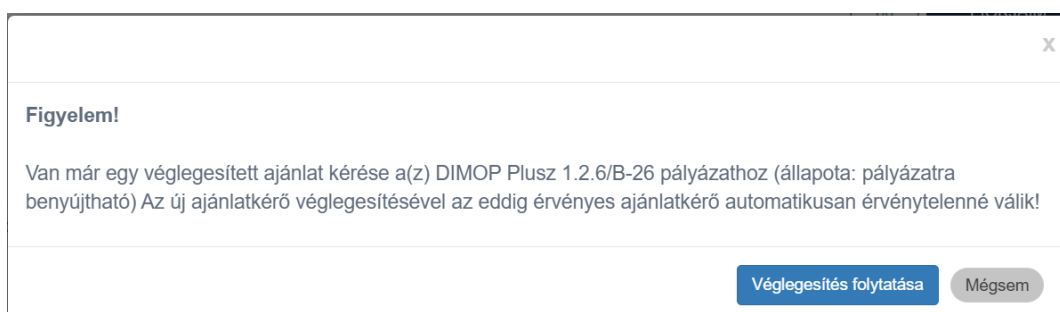 x
Figyelem!
Van már egy véglegesített ajánlat kérése a(z) DIMOP Plusz 1.2.6/B-26 pályázathoz (állapota: pályázatra
benyújtható) Az új ajánlatkérő véglegesítésével az eddig érvényes ajánlatkérő automatikusan érvénytelenné válik!
Véglegesítés folytatása Mégsem